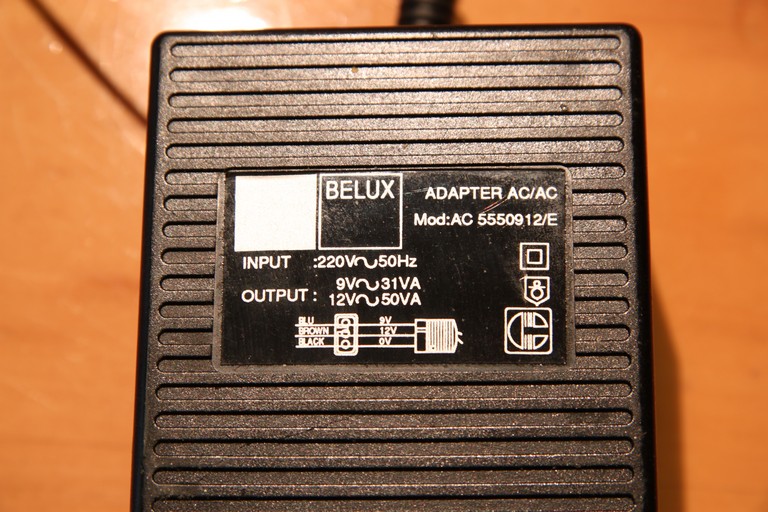 BELUX
ADAPTER AC/AC
Mod:AC 5550912/E
INPUT :220V~50Hz
OUTPUT : 9V~31VA
12V~50VA
BLU 9V
BROWN 12V
BLACK 0V